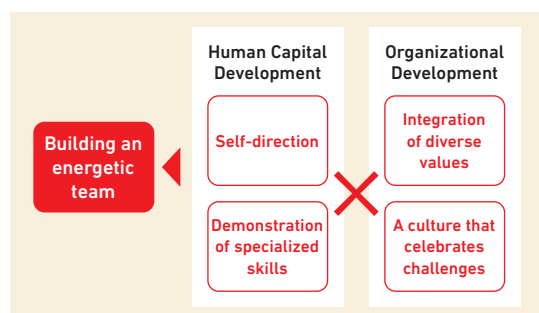 Human Capital
Development
Organizational
Development
Building an
energetic
team
Self-direction
Integration
of diverse
values
Demonstration
of specialized
skills
A culture that
celebrates
challenges